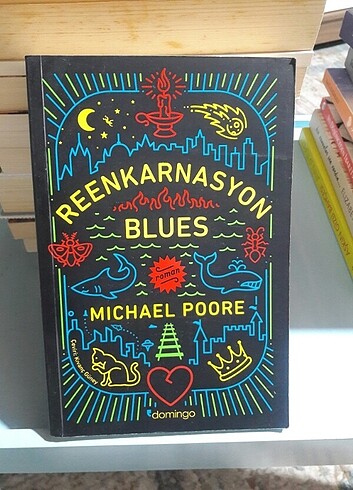 REENKARNASYON
BLUES
roman
MICHAEL POORE
domingo